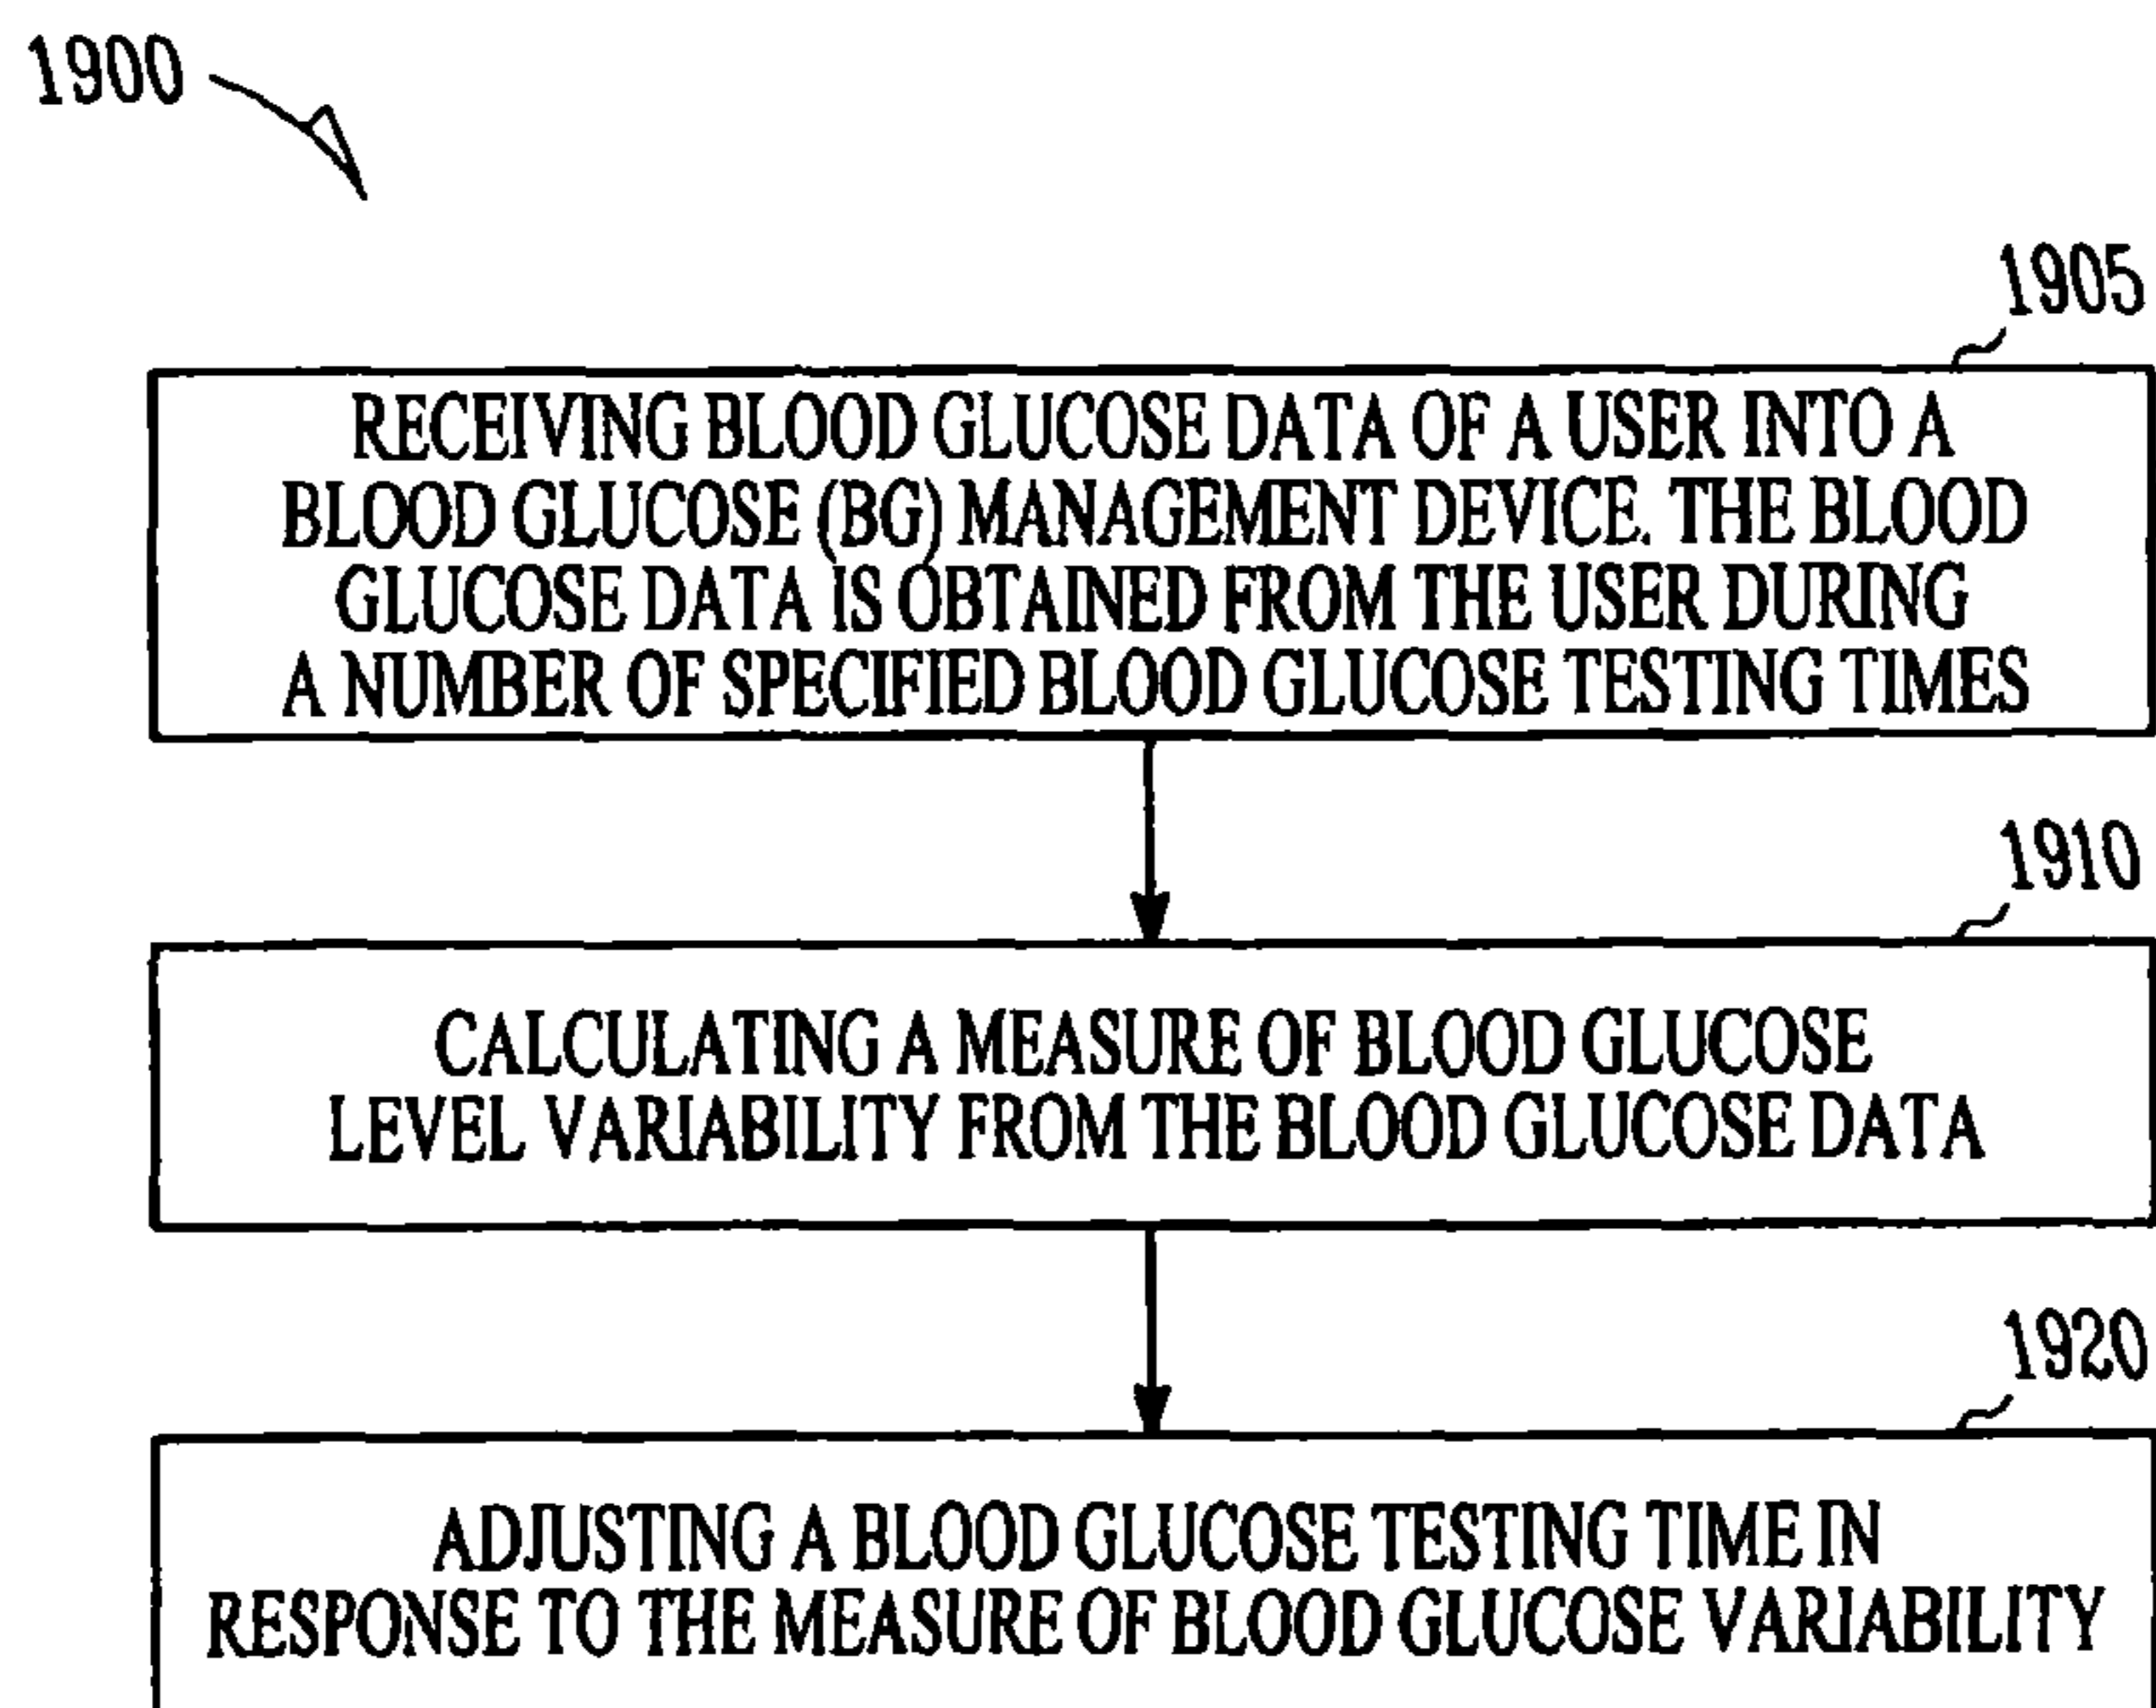 1900
1905
RECEIVING BLOOD GLUCOSE DATA OF A USER INTO A
BLOOD GLUCOSE (BG) MANAGEMENT DEVICE. THE BLOOD
GLUCOSE DATA IS OBTAINED FROM THE USER DURING
A NUMBER OF SPECIFIED BLOOD GLUCOSE TESTING TIMES
1910
CALCULATING A MEASURE OF BLOOD GLUCOSE
LEVEL VARIABILITY FROM THE BLOOD GLUCOSE DATA
1920
ADJUSTING A BLOOD GLUCOSE TESTING TIME IN
RESPONSE TO THE MEASURE OF BLOOD GLUCOSE VARIABILITY